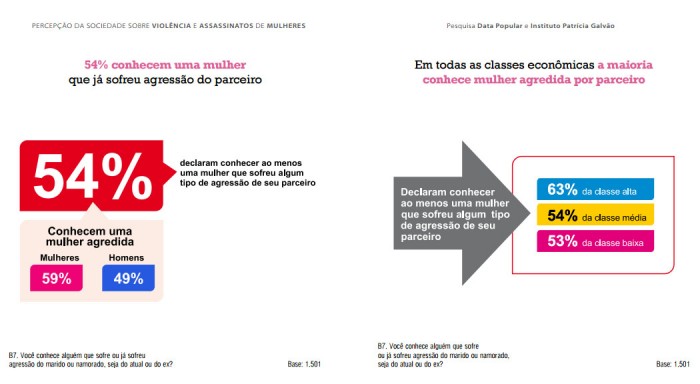 PERCEPÇÃO DA SOCIEDADE SOBRE VIOLÊNCIA E ASSASSINATOS DE MULHERES
54% conhecem uma mulher
que já sofreu agressão do parceiro
54%
declaram conhecer ao menos
uma mulher que sofreu algum
tipo de agressão de seu parceiro
Conhecem uma
mulher agredida
Mulheres Homens
59% 49%
B7. Você conhece alguém que sofre ou já sofreu
agressão do marido ou namorado, seja do atual ou do ex?
Base: 1.501
Pesquisa Data Popular e Instituto Patrícia Galvão
Em todas as classes econômicas a maioria
conhece mulher agredida por parceiro
Declaram conhecer
ao menos uma mulher
que sofreu algum tipo
de agressão de seu
parceiro
63% da classe alta
54% da classe média
53% da classe baixa
B7. Você conhece alguém que sofre
ou já sofreu agressão do marido ou namorado,
seja do atual ou do ex?
Base: 1.501